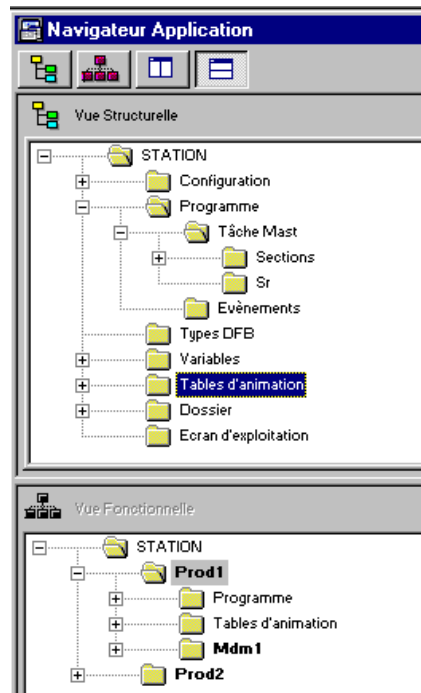 Navigateur Application
Vue Structurelle
STATION
Configuration
Programme
Tâche Mast
Sections
Sr
Evènements
Types DFB
Variables
Tables d'animation
Dossier
Ecran d'exploitation
Vue Fonctionnelle
STATION
Prod1
Programme
Tables d'animation
Mdm1
Prod2